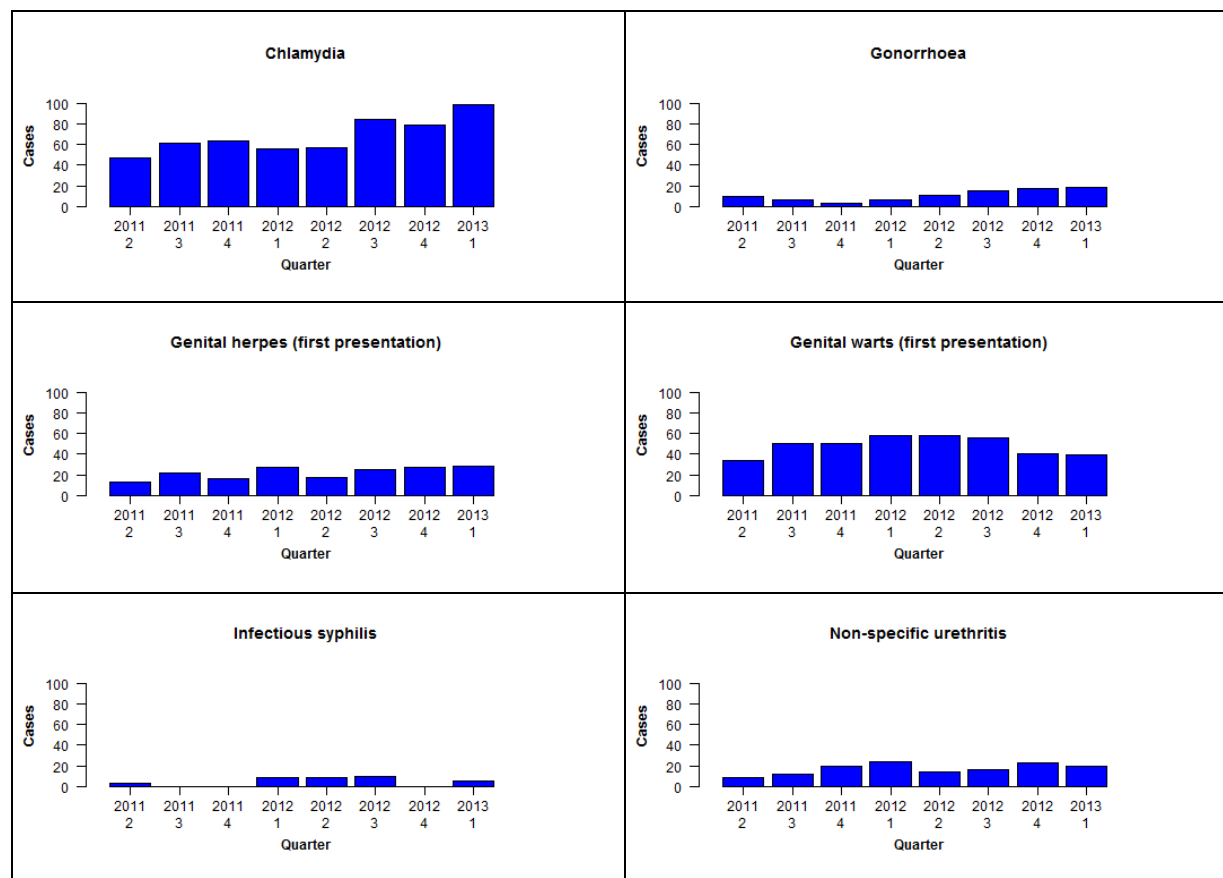 Chlamydia
Cases
100
80
60
40
20
0
2011 2011 2011 2012 2012 2012 2012 2013
2 3 4 1 2 3 4 1
Quarter
Gonorrhoea
Cases
100
80
60
40
20
0
2011 2011 2011 2012 2012 2012 2012 2013
2 3 4 1 2 3 4 1
Quarter
Genital herpes (first presentation)
Cases
100
80
60
40
20
0
2011 2011 2011 2012 2012 2012 2012 2013
2 3 4 1 2 3 4 1
Quarter
Genital warts (first presentation)
Cases
100
80
60
40
20
0
2011 2011 2011 2012 2012 2012 2012 2013
2 3 4 1 2 3 4 1
Quarter
Infectious syphilis
Cases
100
80
60
40
20
0
2011 2011 2011 2012 2012 2012 2012 2013
2 3 4 1 2 3 4 1
Quarter
Non-specific urethritis
Cases
100
80
60
40
20
0
2011 2011 2011 2012 2012 2012 2012 2013
2 3 4 1 2 3 4 1
Quarter